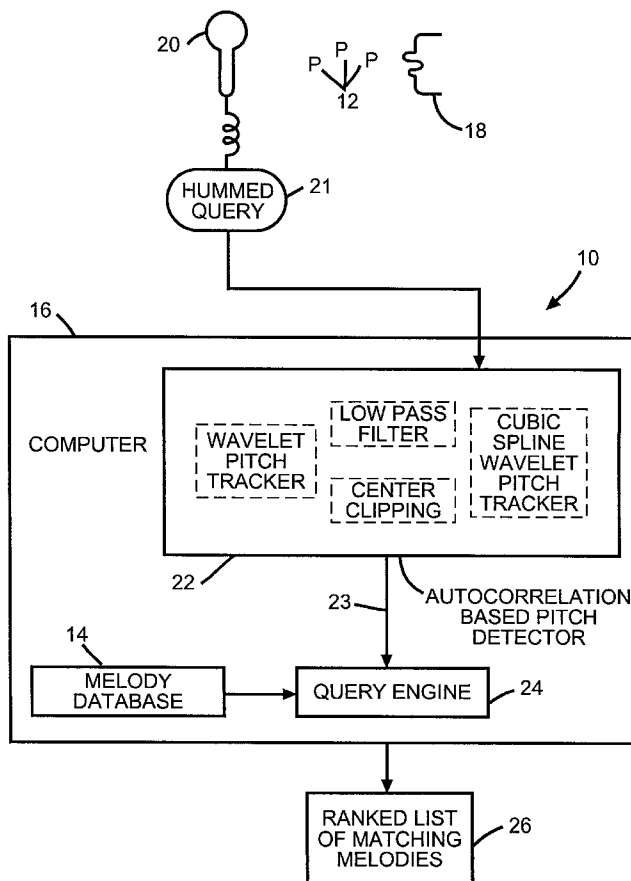 20
P
P
P
12
18
HUMMED
QUERY
21
10
16
COMPUTER
WAVELET
PITCH
TRACKER
LOW PASS
FILTER
CENTER
CLIPPING
CUBIC
SPLINE
WAVELET
PITCH
TRACKER
22
23
AUTOCORRELATION
BASED PITCH
DETECTOR
14
MELODY
DATABASE
QUERY ENGINE
24
RANKED LIST
OF MATCHING
MELODIES
26